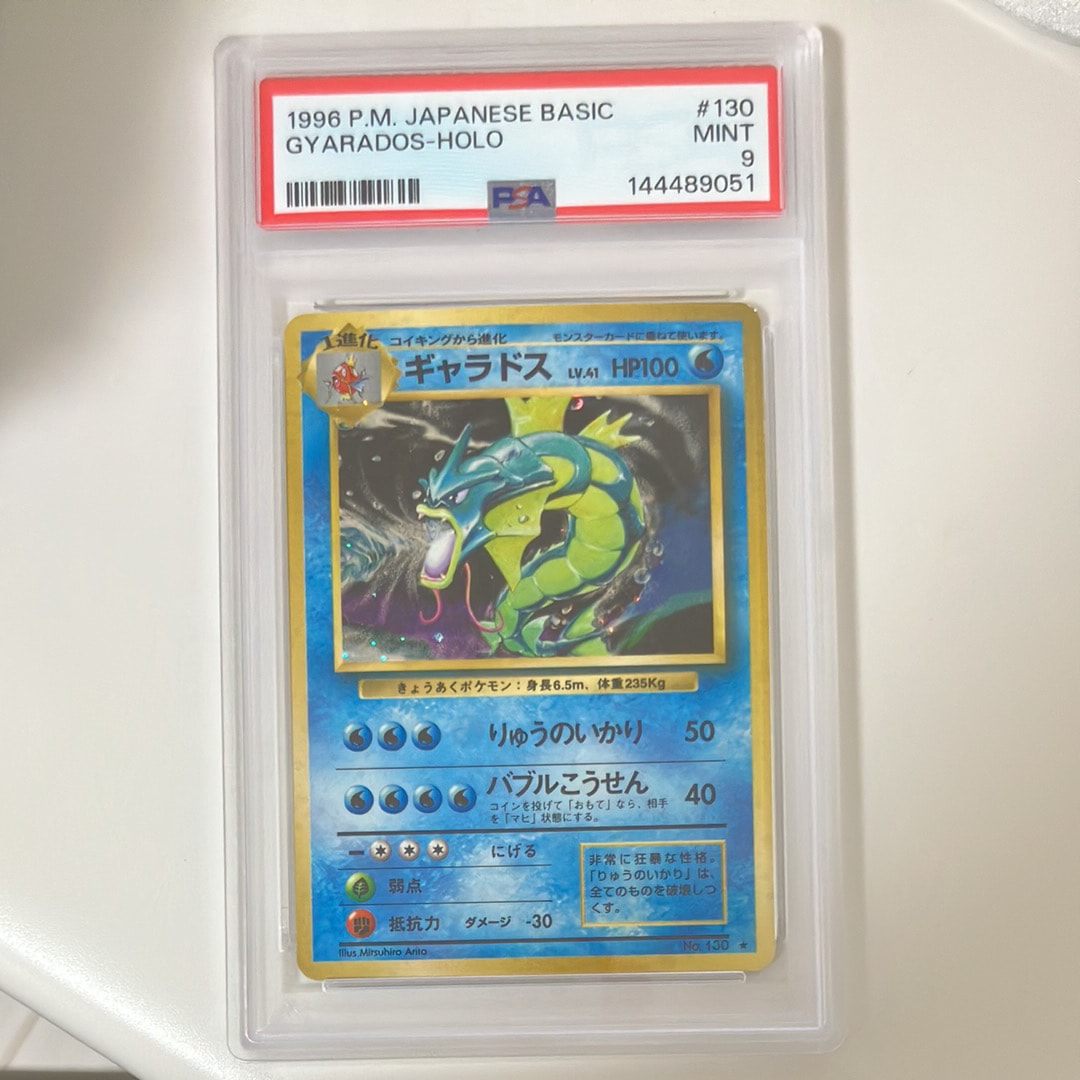 1996 P.M. JAPANESE BASIC #130
GYARADOS-HOLO MINT
9
PSA 144489051
1進化 コイキングから進化 モンスターカードに重ねて使います。
ギャラドス LV.41 HP100
きょうあくポケモン:身長6.5m、体重235Kg
りゅうのいかり 50
バブルこうせん 40
コインを投げて「おもて」なら、相手
を「マヒ」状態にする。
にげる
弱点
抵抗力 ダメージ -30
非常に狂暴な性格。
「りゅうのいかり」は、
全てのものを破壊しつ
くす。
Illus.Mitsuhiro Arita No.130 ★